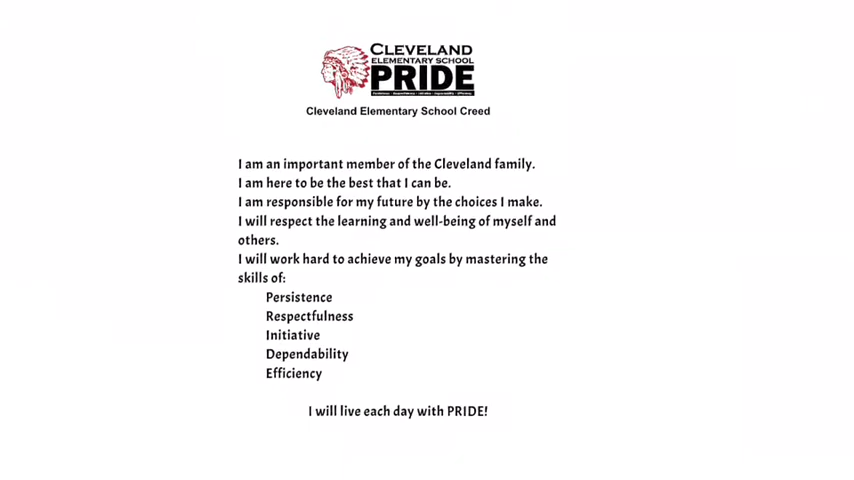 CLEVELAND
ELEMENTARY SCHOOL
PRIDE
Cleveland Elementary School Creed
I am an important member of the Cleveland family.
I am here to be the best that I can be.
I am responsible for my future by the choices I make.
I will respect the learning and well-being of myself and
others.
I will work hard to achieve my goals by mastering the
skills of:
Persistence
Respectfulness
Initiative
Dependability
Efficiency
I will live each day with PRIDE!